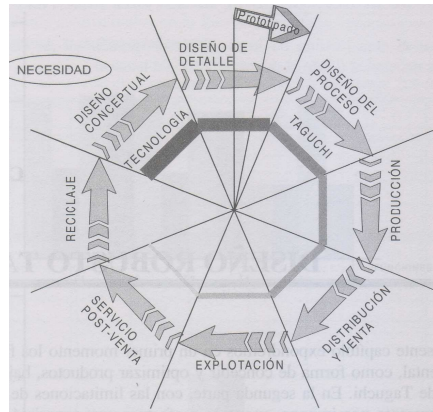 Prototipado
NECESIDAD
DISEÑO
CONCEPTUAL
DISEÑO DE
DETALLE
DISEÑO DEL
PROCESO
TECNOLOGÍA
TAGUCHI
PRODUCCIÓN
RECICLAJE
DISTRIBUCIÓN
Y VENTA
SERVICIO
POST-VENTA
EXPLOTACIÓN